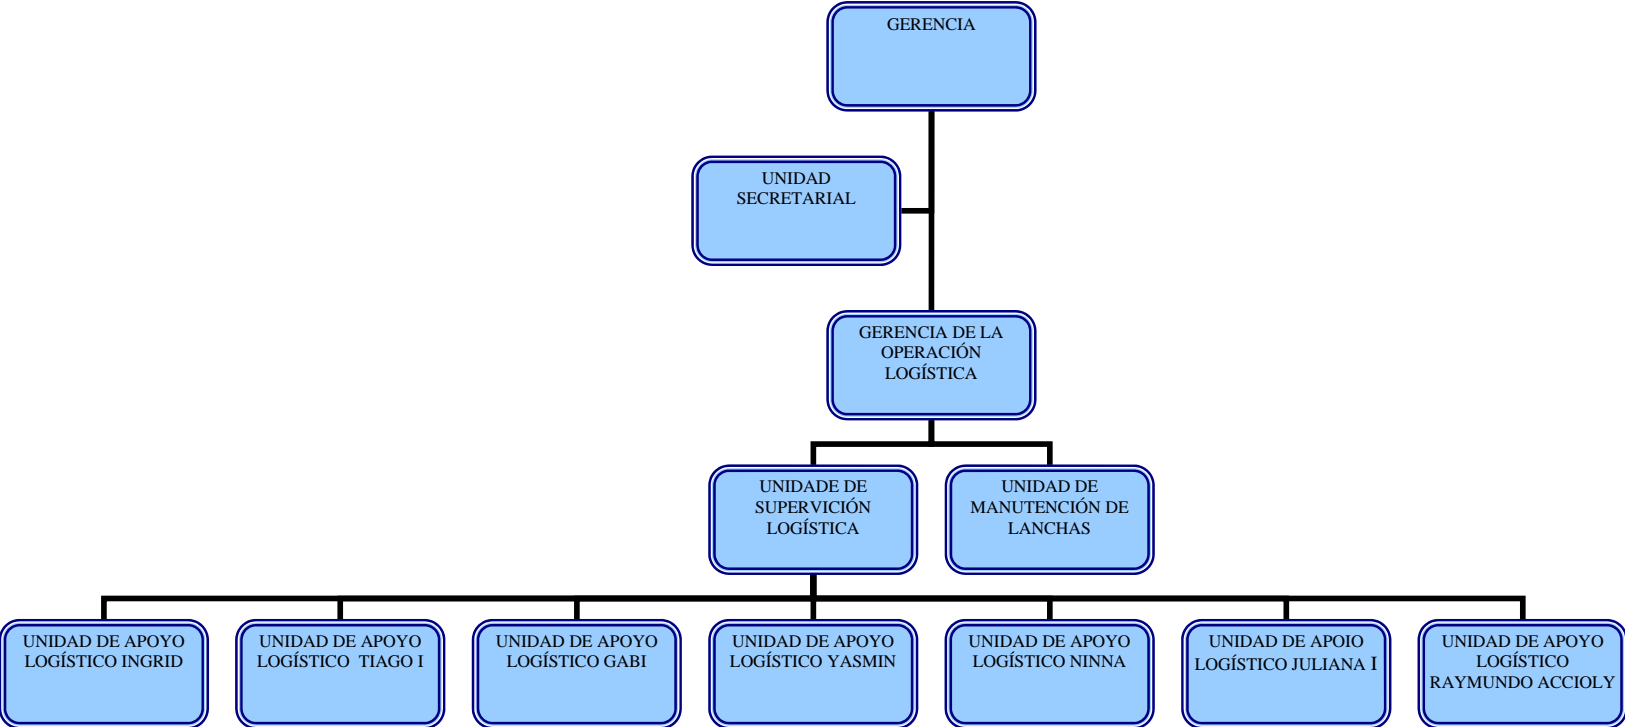 GERENCIA
UNIDAD
SECRETARIAL
GERENCIA DE LA
OPERACIÓN
LOGÍSTICA
UNIDADE DE
SUPERVICIÓN
LOGÍSTICA
UNIDAD DE
MANUTENCIÓN DE
LANCHAS
UNIDAD DE APOYO
LOGÍSTICO INGRID
UNIDAD DE APOYO
LOGÍSTICO TIAGO I
UNIDAD DE APOYO
LOGÍSTICO GABI
UNIDAD DE APOYO
LOGÍSTICO YASMIN
UNIDAD DE APOYO
LOGÍSTICO NINNA
UNIDAD DE APOIO
LOGÍSTICO JULIANA I
UNIDAD DE APOYO
LOGÍSTICO
RAYMUNDO ACCIOLY